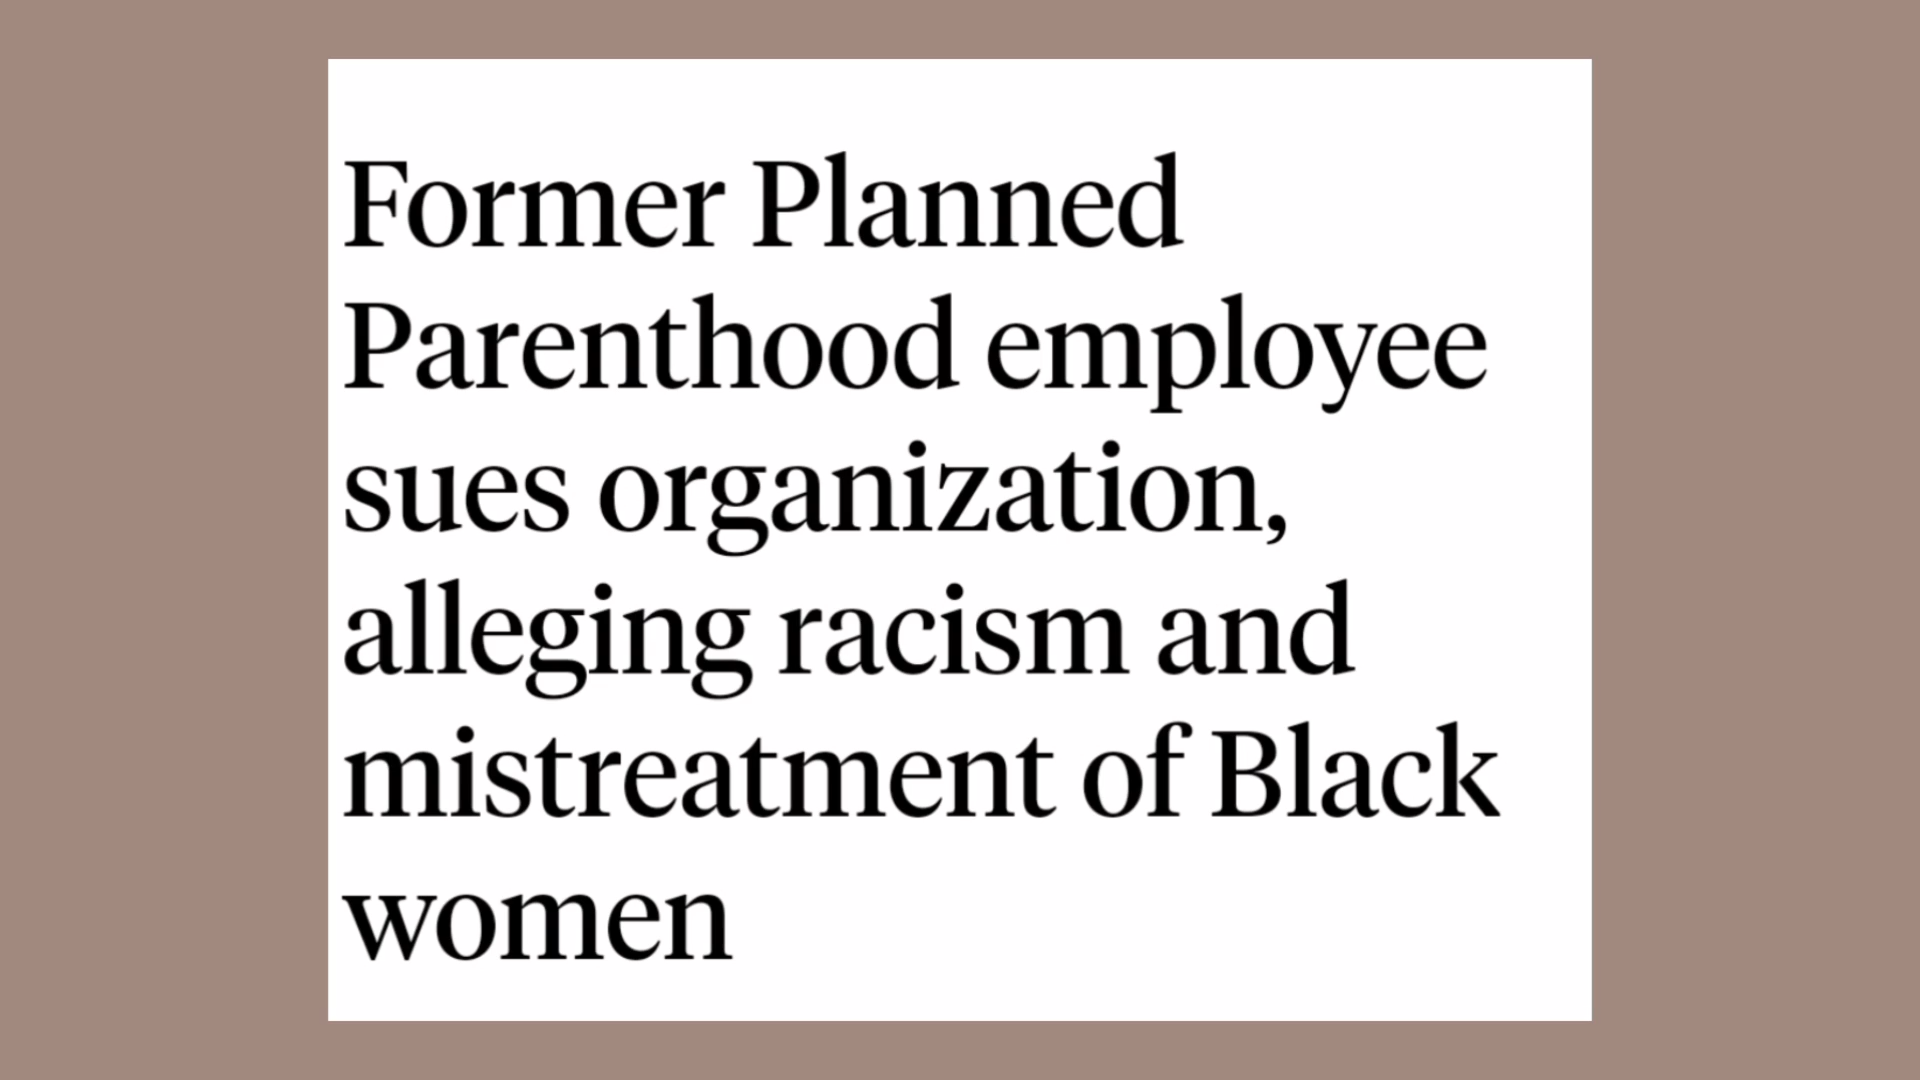 Former Planned
Parenthood employee
sues organization,
alleging racism and
mistreatment of Black
women